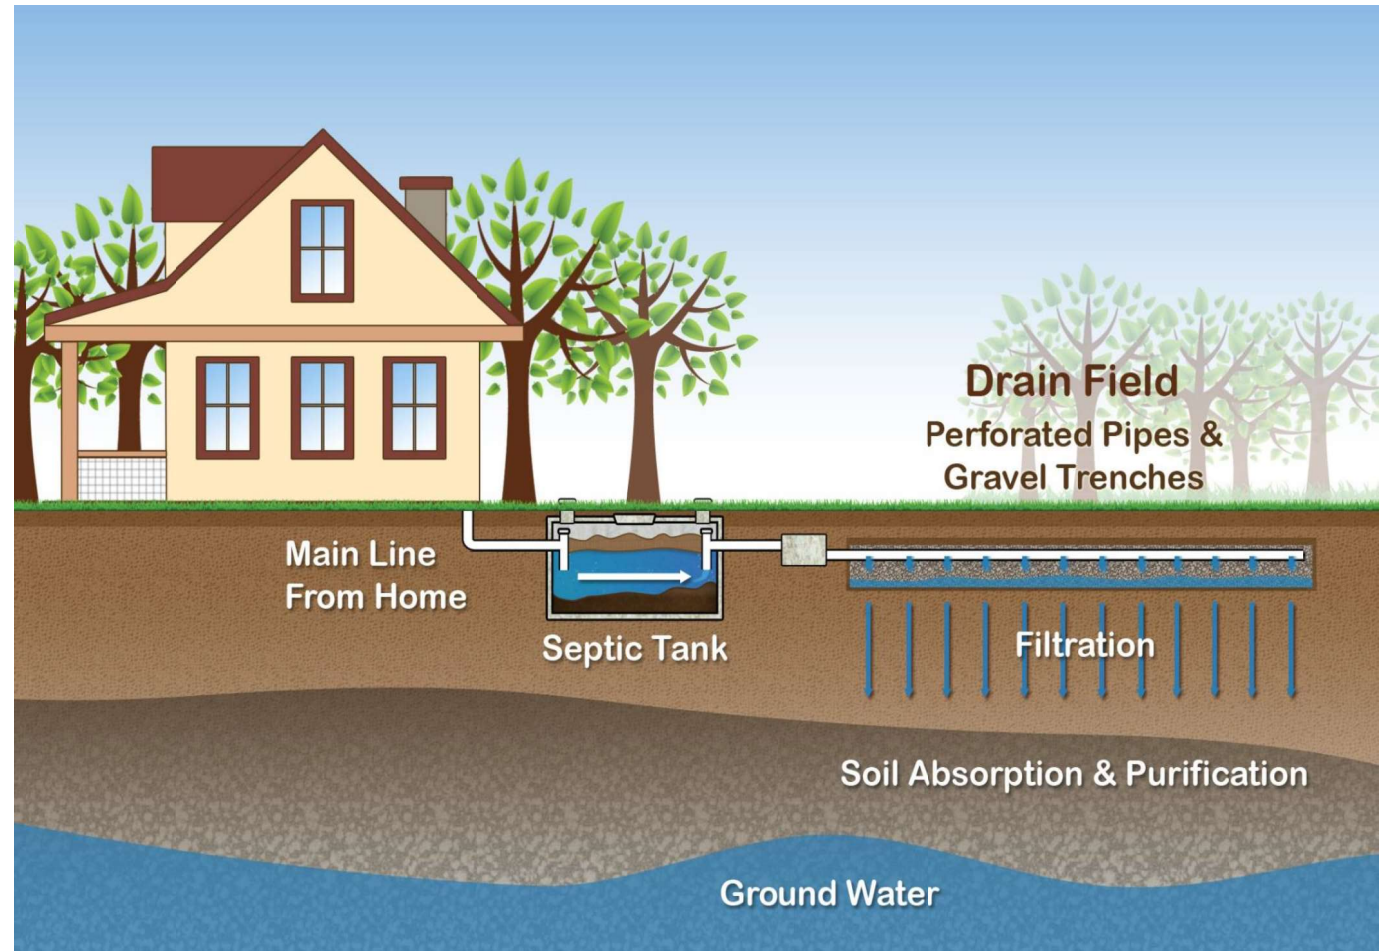 Drain Field
Perforated Pipes &
Gravel Trenches
Main Line
From Home
Septic Tank
Filtration
Soil Absorption & Purification
Ground Water